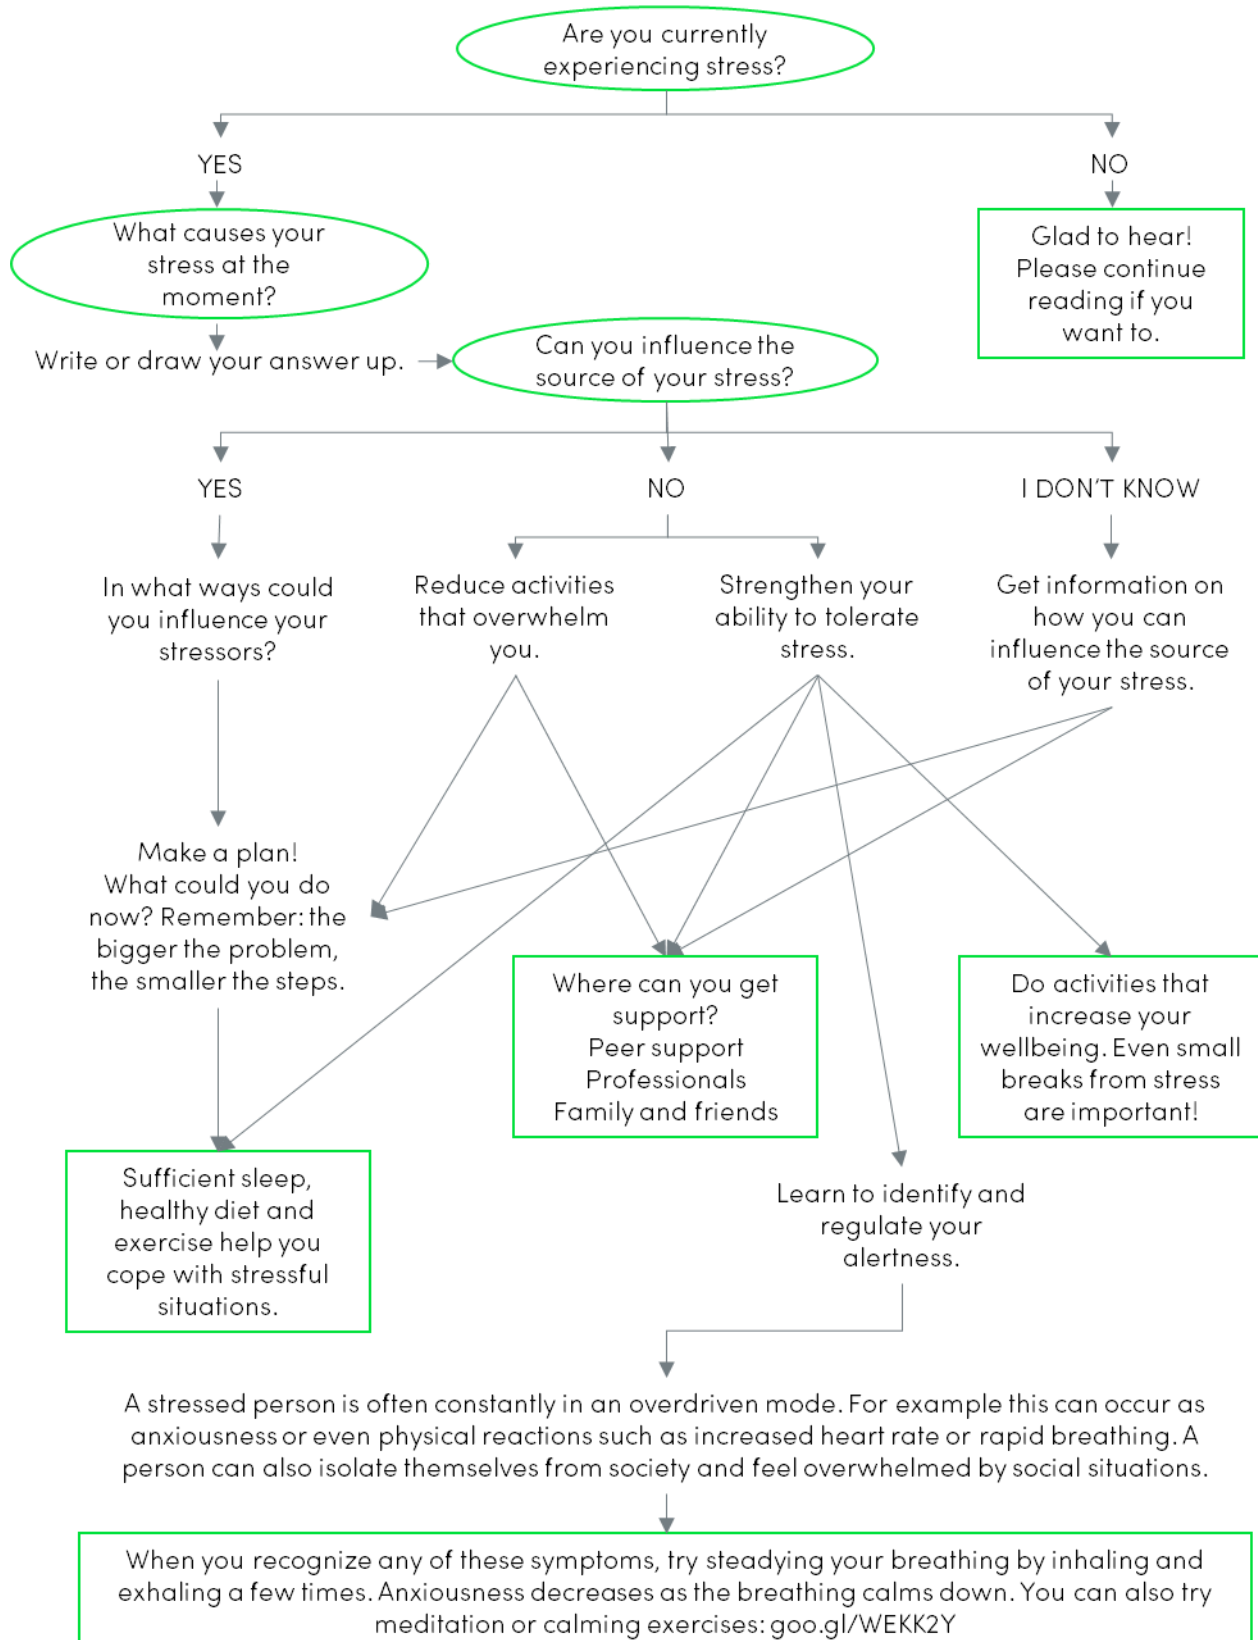 Are you currently
experiencing stress?
YES
NO
What causes your
stress at the
moment?
Glad to hear!
Please continue
reading if you
want to.
Write or draw your answer up.
Can you influence the
source of your stress?
YES
NO
I DON'T KNOW
In what ways could
you influence your
stressors?
Reduce activities
that overwhelm
you.
Strengthen your
ability to tolerate
stress.
Get information on
how you can
influence the source
of your stress.
Make a plan!
What could you do
now? Remember: the
bigger the problem,
the smaller the steps.
Where can you get
support?
Peer support
Professionals
Family and friends
Do activities that
increase your
wellbeing. Even small
breaks from stress
are important!
Sufficient sleep,
healthy diet and
exercise help you
cope with stressful
situations.
Learn to identify and
regulate your
alertness.
A stressed person is often constantly in an overdriven mode. For example this can occur as
anxiousness or even physical reactions such as increased heart rate or rapid breathing. A
person can also isolate themselves from society and feel overwhelmed by social situations.
When you recognize any of these symptoms, try steadying your breathing by inhaling and
exhaling a few times. Anxiousness decreases as the breathing calms down. You can also try
meditation or calming exercises: goo.gl/WEKK2Y